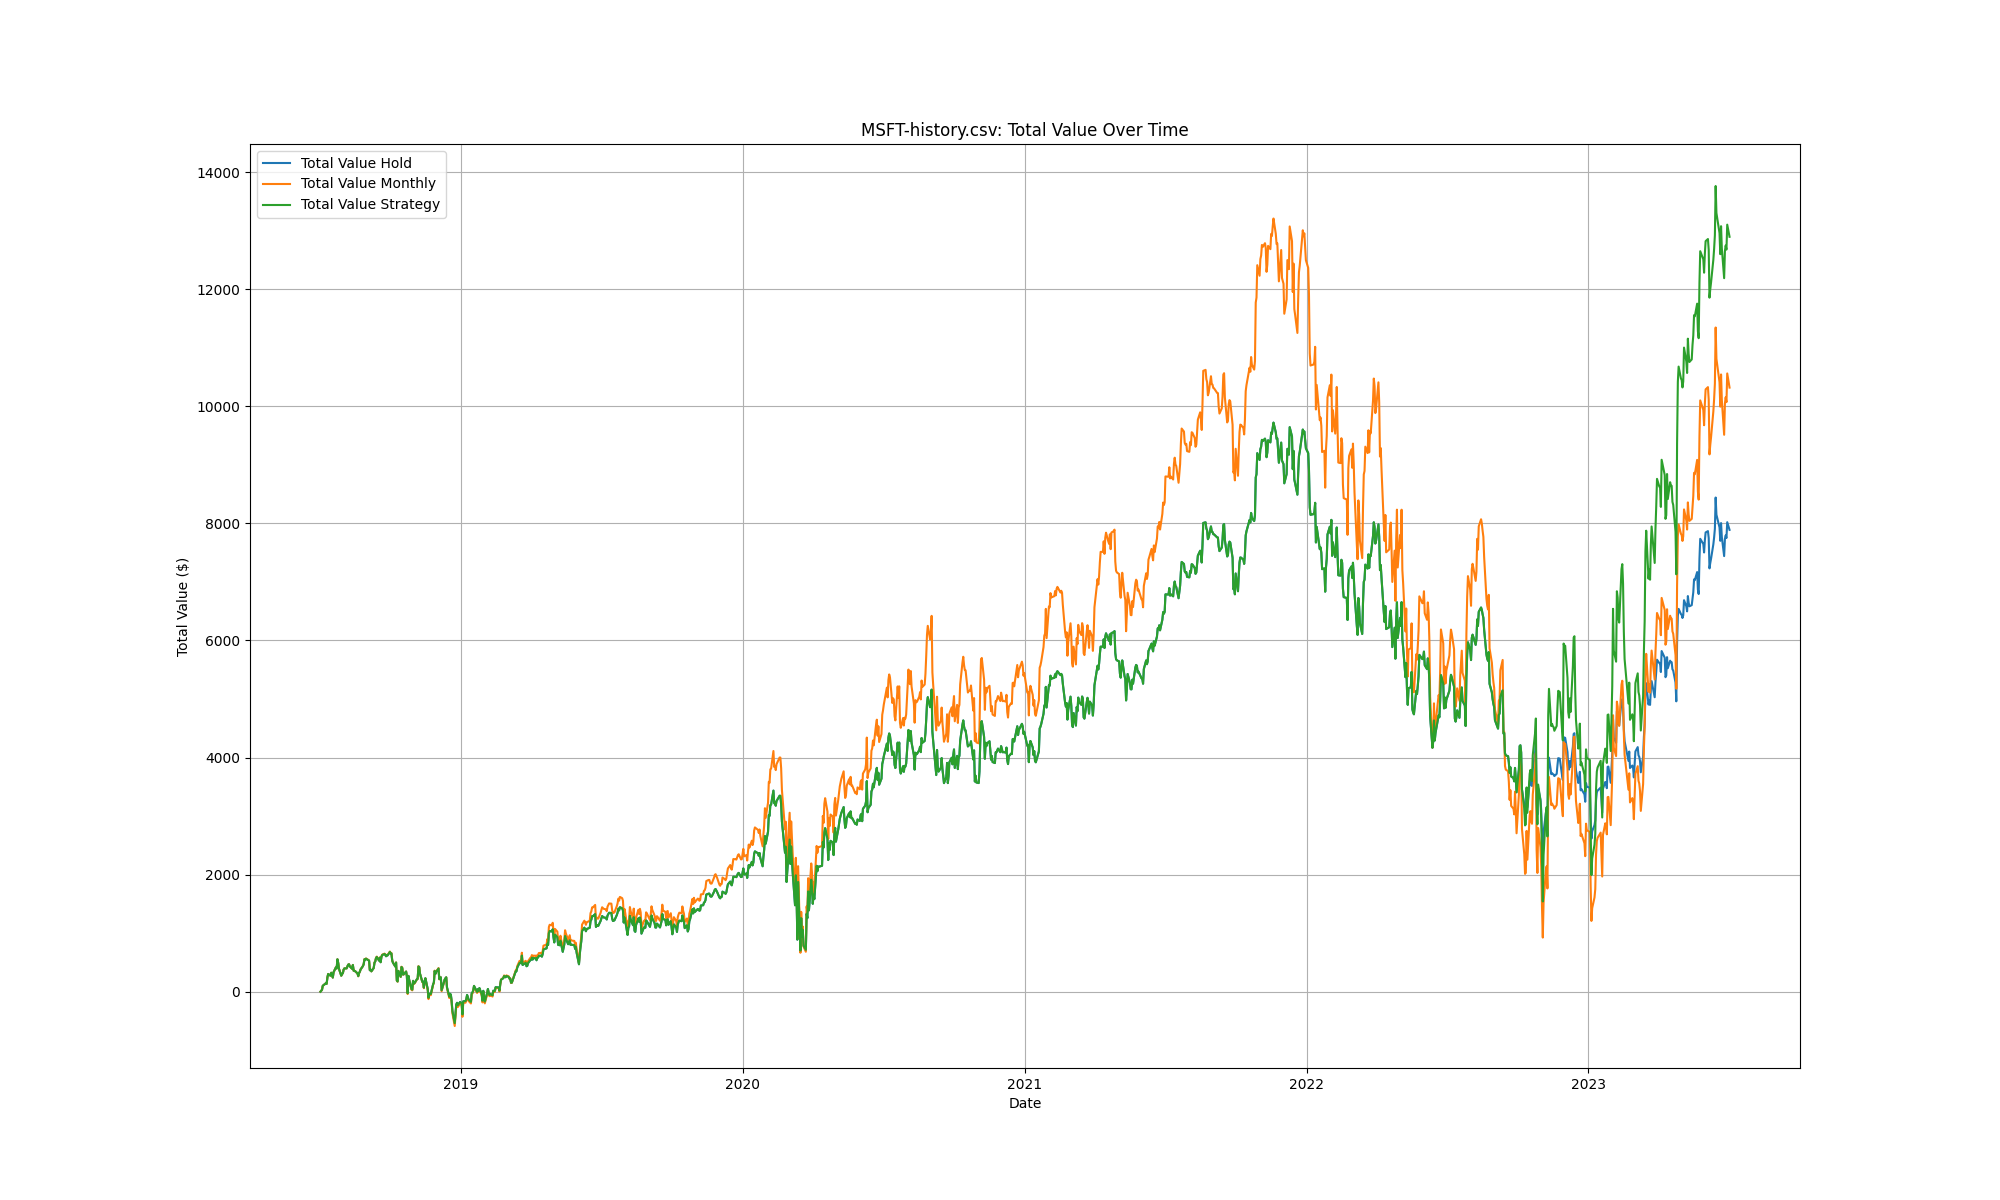 MSFT-history.csv: Total Value Over Time
Total Value Hold
Total Value Monthly
Total Value Strategy
14000
12000
10000
8000
6000
4000
2000
0
Total Value ($)
2019
2020
2021
2022
2023
Date